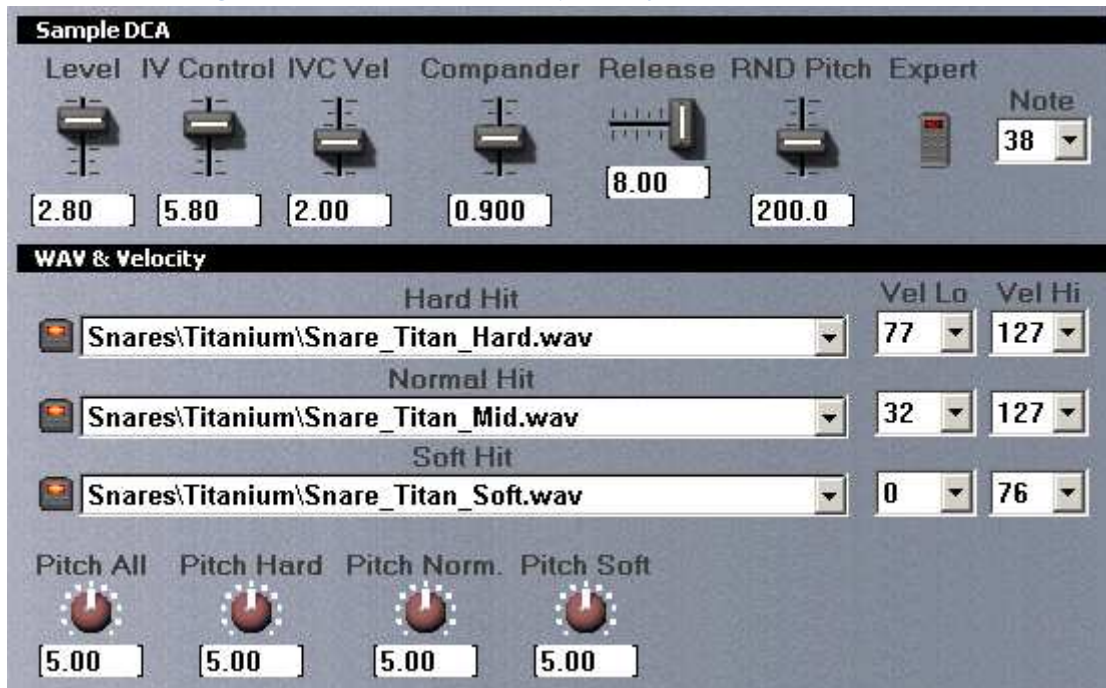 Sample DCA
Level IV Control IVC Vel Compander Release RND Pitch Expert
Note
38
8.00
2.80 5.80 2.00 0.900 200.0
WAV & Velocity
Hard Hit Vel Lo Vel Hi
Snares\Titanium\Snare_Titan_Hard.wav 77 127
Normal Hit
Snares\Titanium\Snare_Titan_Mid.wav 32 127
Soft Hit
Snares\Titanium\Snare_Titan_Soft.wav 0 76
Pitch All Pitch Hard Pitch Norm. Pitch Soft
5.00 5.00 5.00 5.00